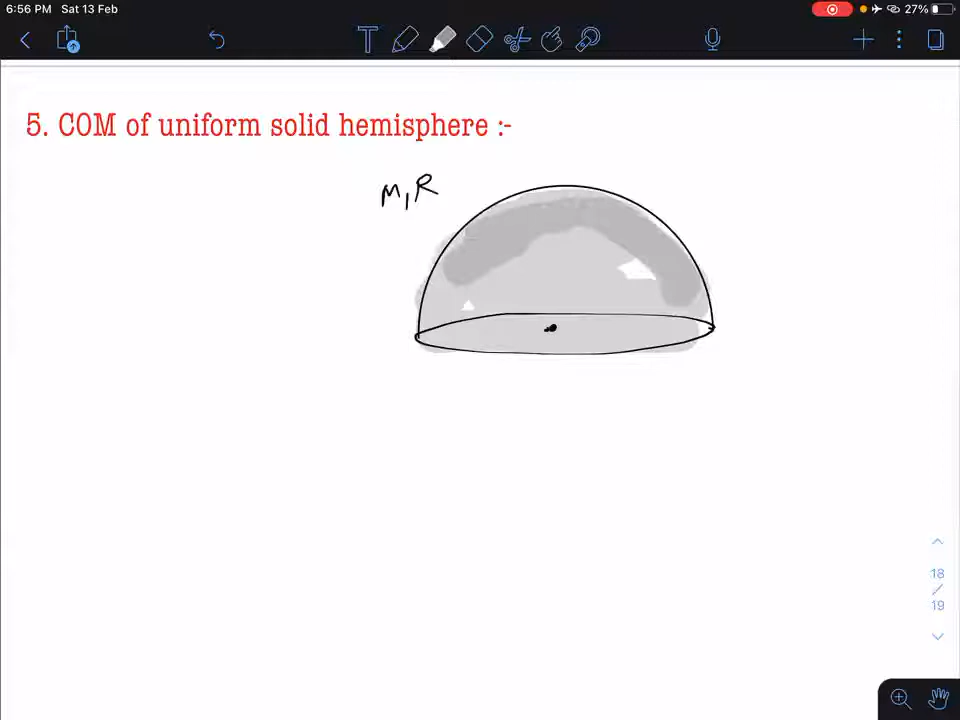 6:56 PM Sat 13 Feb
27%
T
5. COM of uniform solid hemisphere :-
M, R
18
/
19